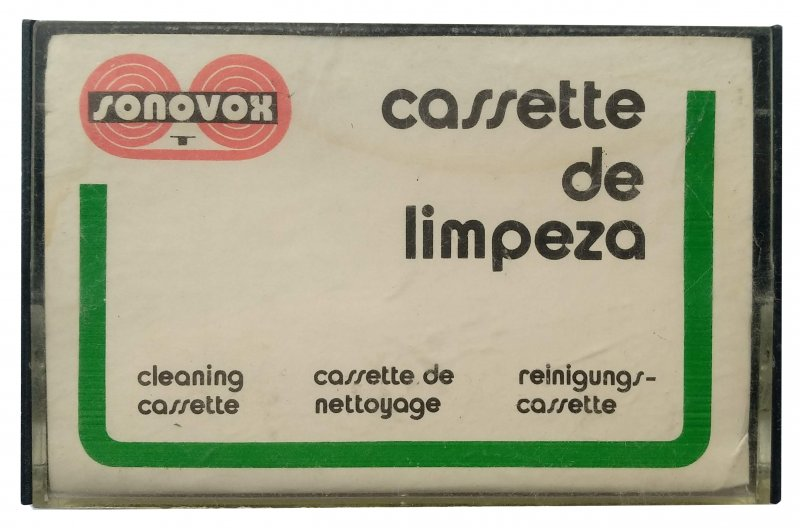 sonovox
cassette
de
limpeza
cleaning
cassette
cassette de
nettoyage
reinigungs-
cassette